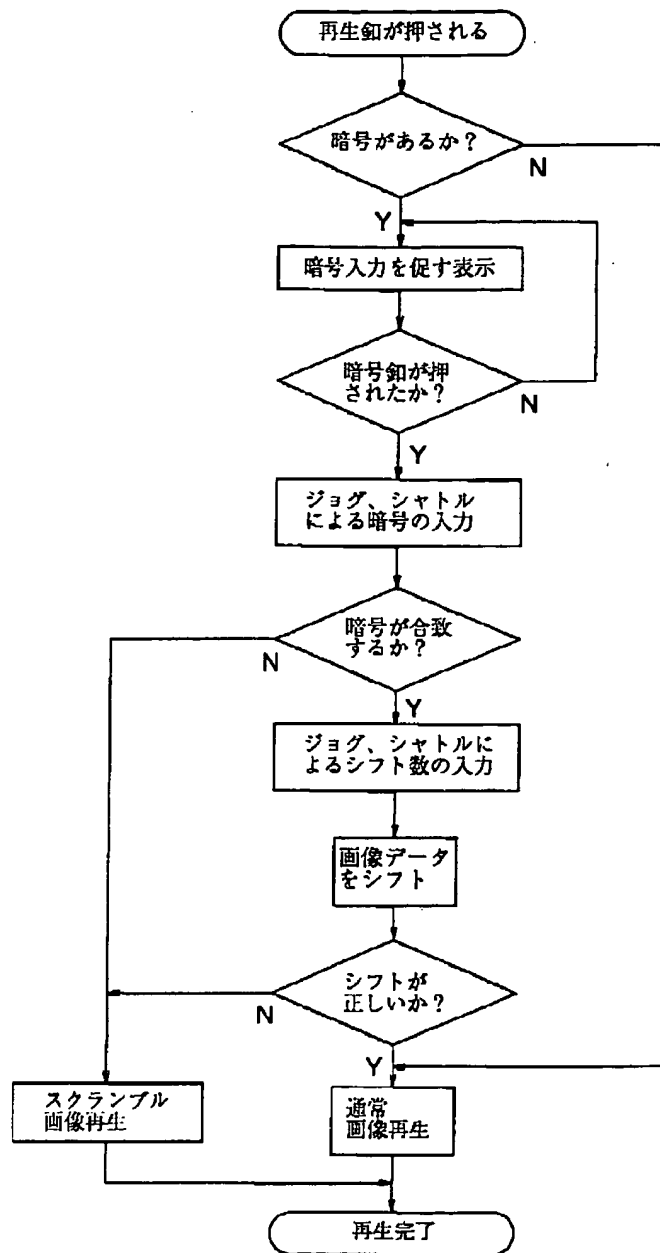 再生釦が押される
暗号があるか?
N
Y
暗号入力を促す表示
暗号釦が押
されたか?
N
Y
ジョグ、シャトル
による暗号の入力
暗号が合致
するか?
N
Y
ジョグ、シャトルに
よるシフト数の入力
画像データ
をシフト
シフトが
正しいか?
N
Y
スクランブル
画像再生
通常
画像再生
再生完了